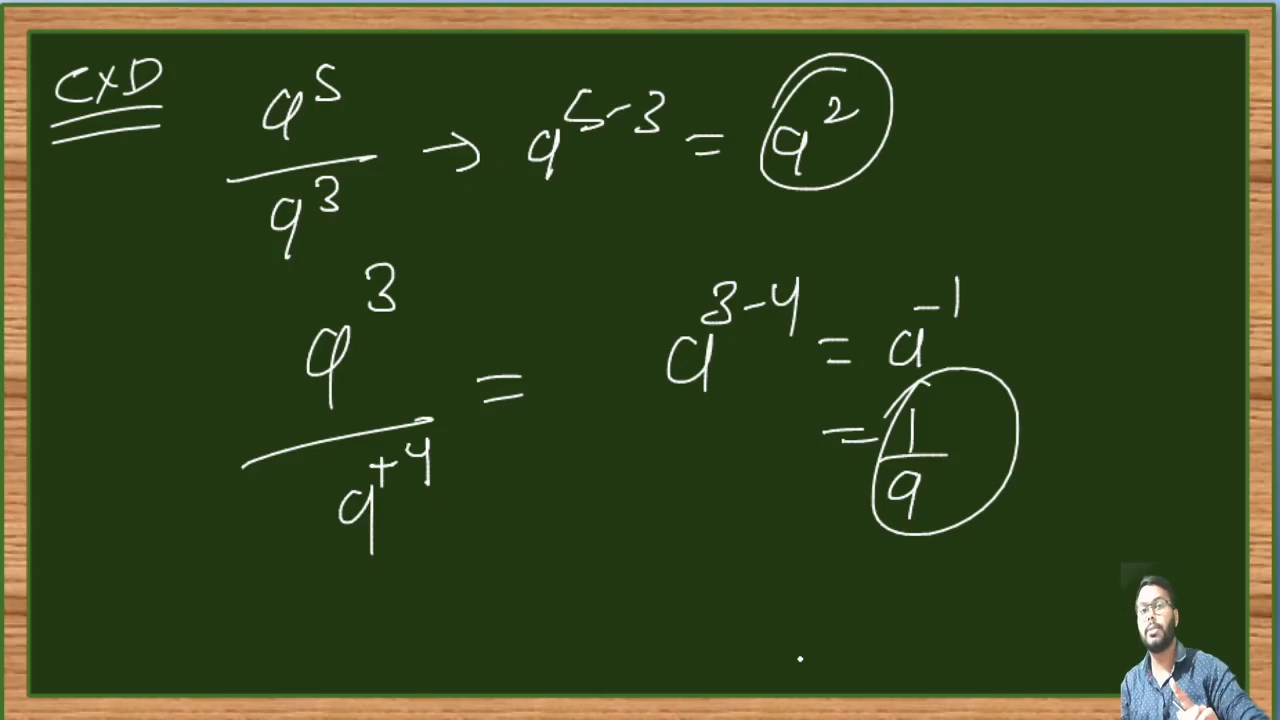 CXD
a^5 / a^3 → a^5-3 = a^2
a^3 / a^+4 = a^3-4 = a^-1
= 1/a